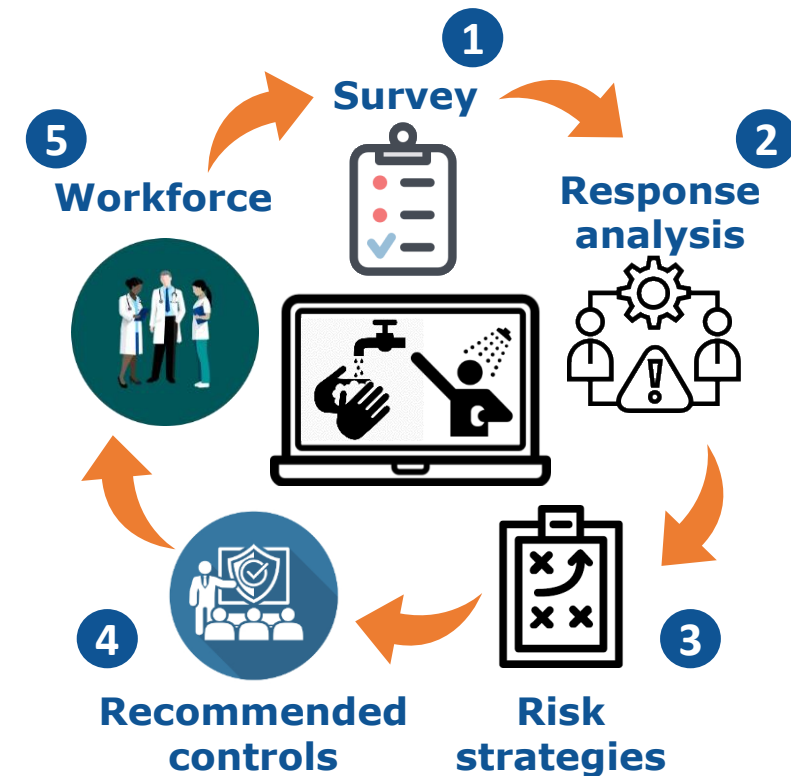 1
Survey
2
Response
analysis
3
Risk
strategies
4
Recommended
controls
5
Workforce